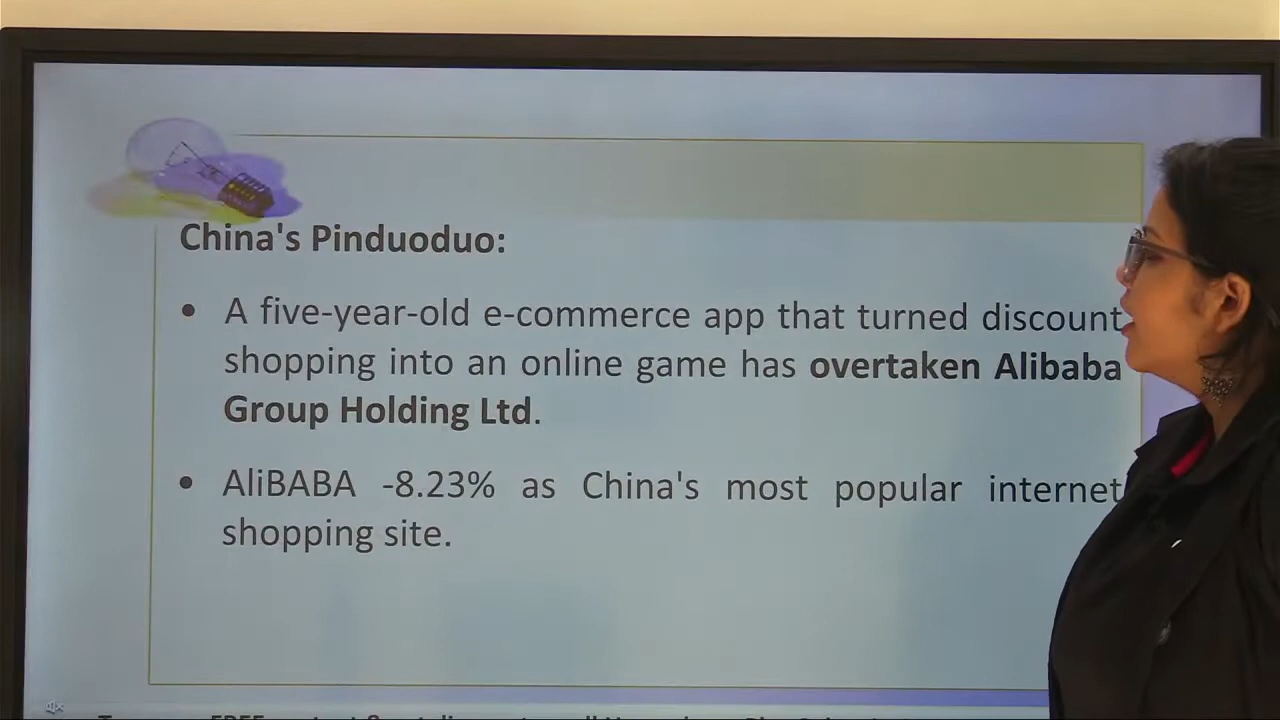 China's Pinduoduo:
• A five-year-old e-commerce app that turned discount
shopping into an online game has overtaken Alibaba
Group Holding Ltd.
• AliBABA -8.23% as China's most popular internet
shopping site.